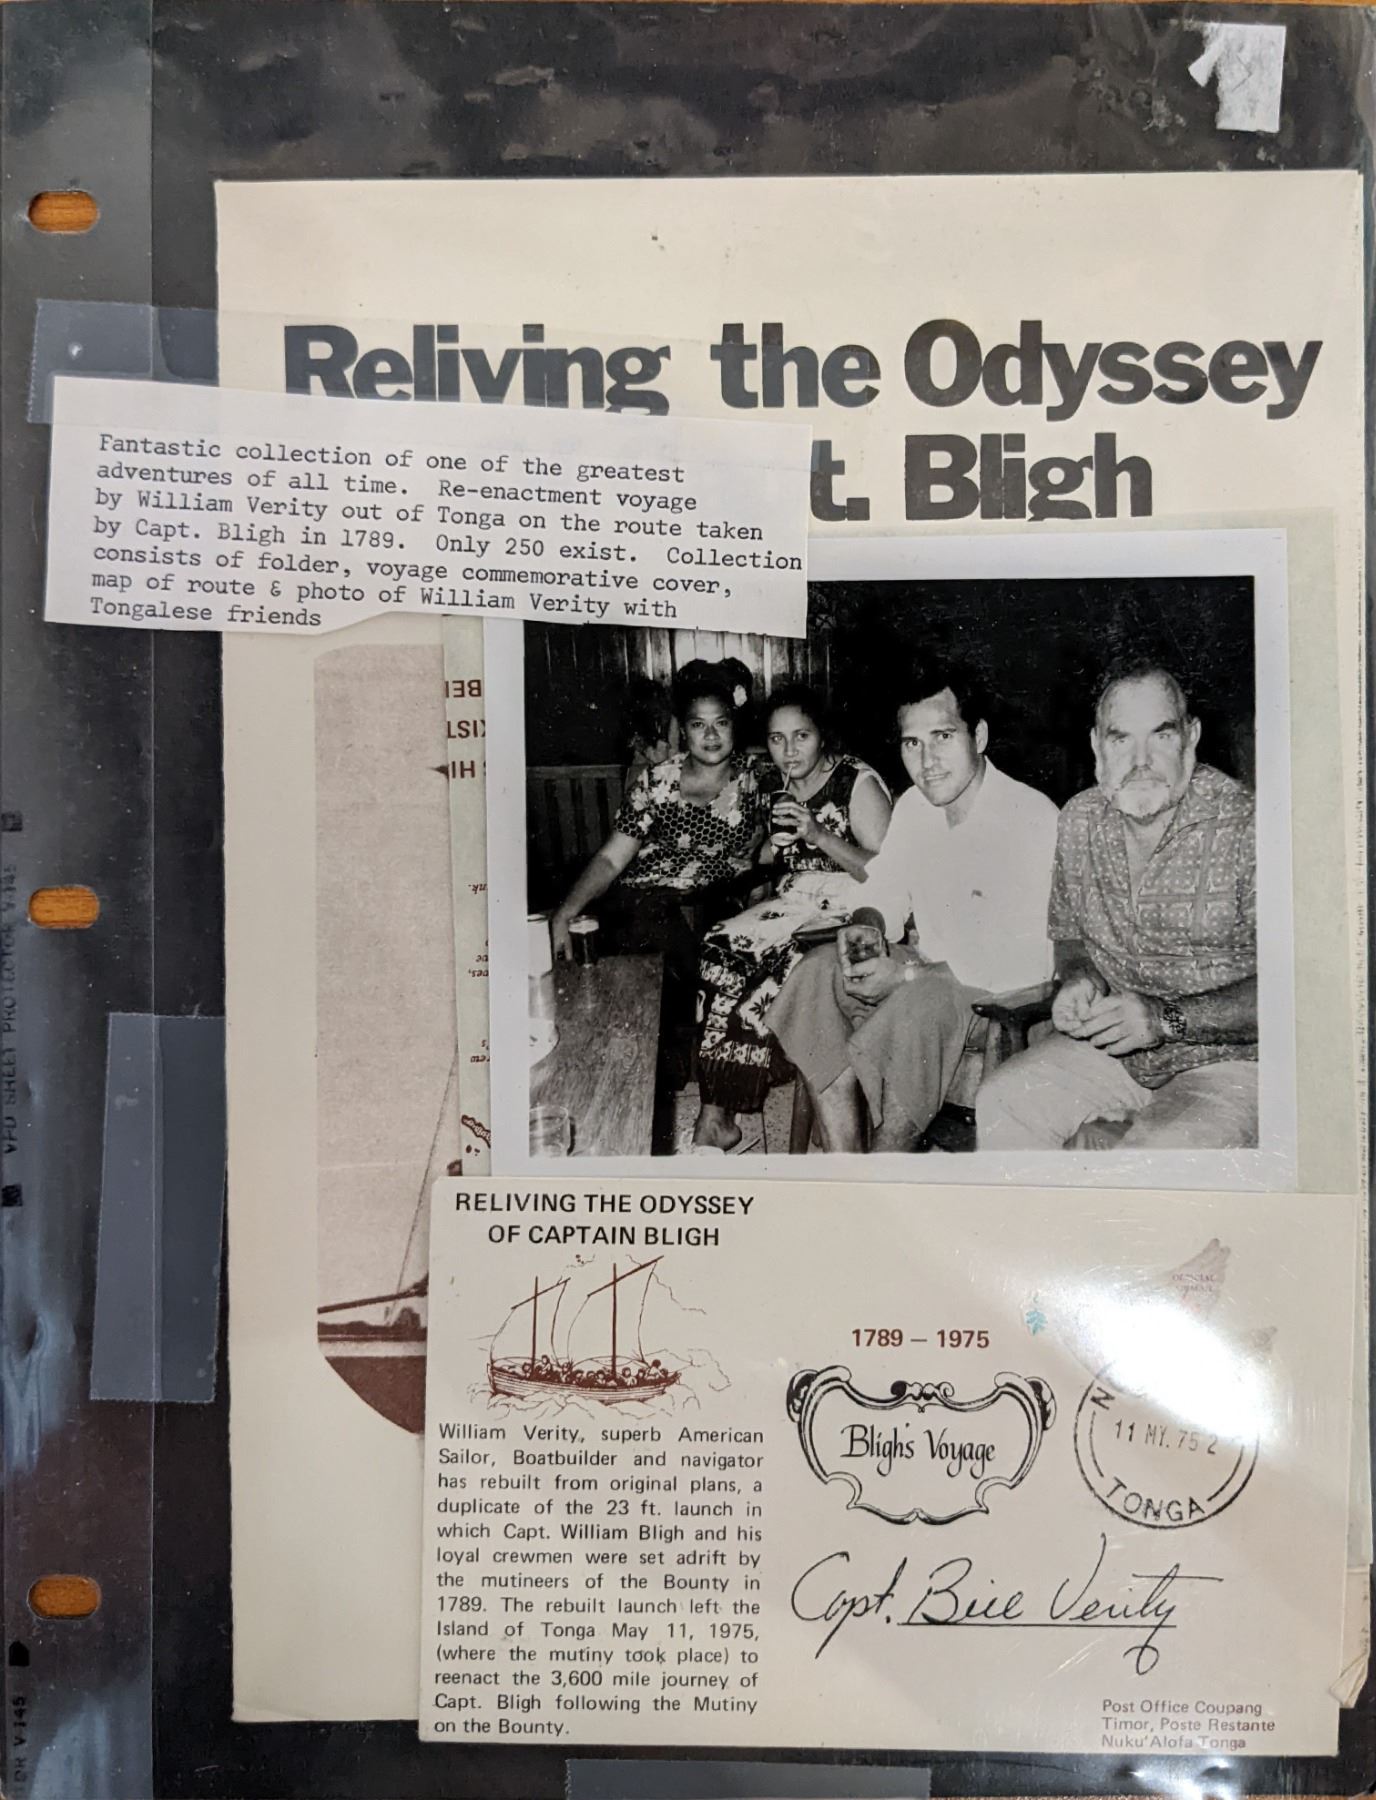 Reliving the Odyssey
t. Bligh
Fantastic collection of one of the greatest
adventures of all time. Re-enactment voyage
by William Verity out of Tonga on the route taken
by Capt. Bligh in 1789. Only 250 exist. Collection
consists of folder, voyage commemorative cover,
map of route & photo of William Verity with
Tongalese friends
RELIVING THE ODYSSEY
OF CAPTAIN BLIGH
William Verity, superb American
Sailor, Boatbuilder and navigator
has rebuilt from original plans, a
duplicate of the 23 ft. launch in
which Capt. William Bligh and his
loyal crewmen were set adrift by
the mutineers of the Bounty in
1789. The rebuilt launch left the
Island of Tonga May 11, 1975,
(where the mutiny took place) to
reenact the 3,600 mile journey of
Capt. Bligh following the Mutiny
on the Bounty.
1789 – 1975
Bligh's Voyage
OFFICIAL
11 MY. 75 2
TONGA
Capt. Bill Verity
Post Office Coupang
Timor, Poste Restante
Nuku'Alofa Tonga
VPD SHEET PROTECTOR V-145